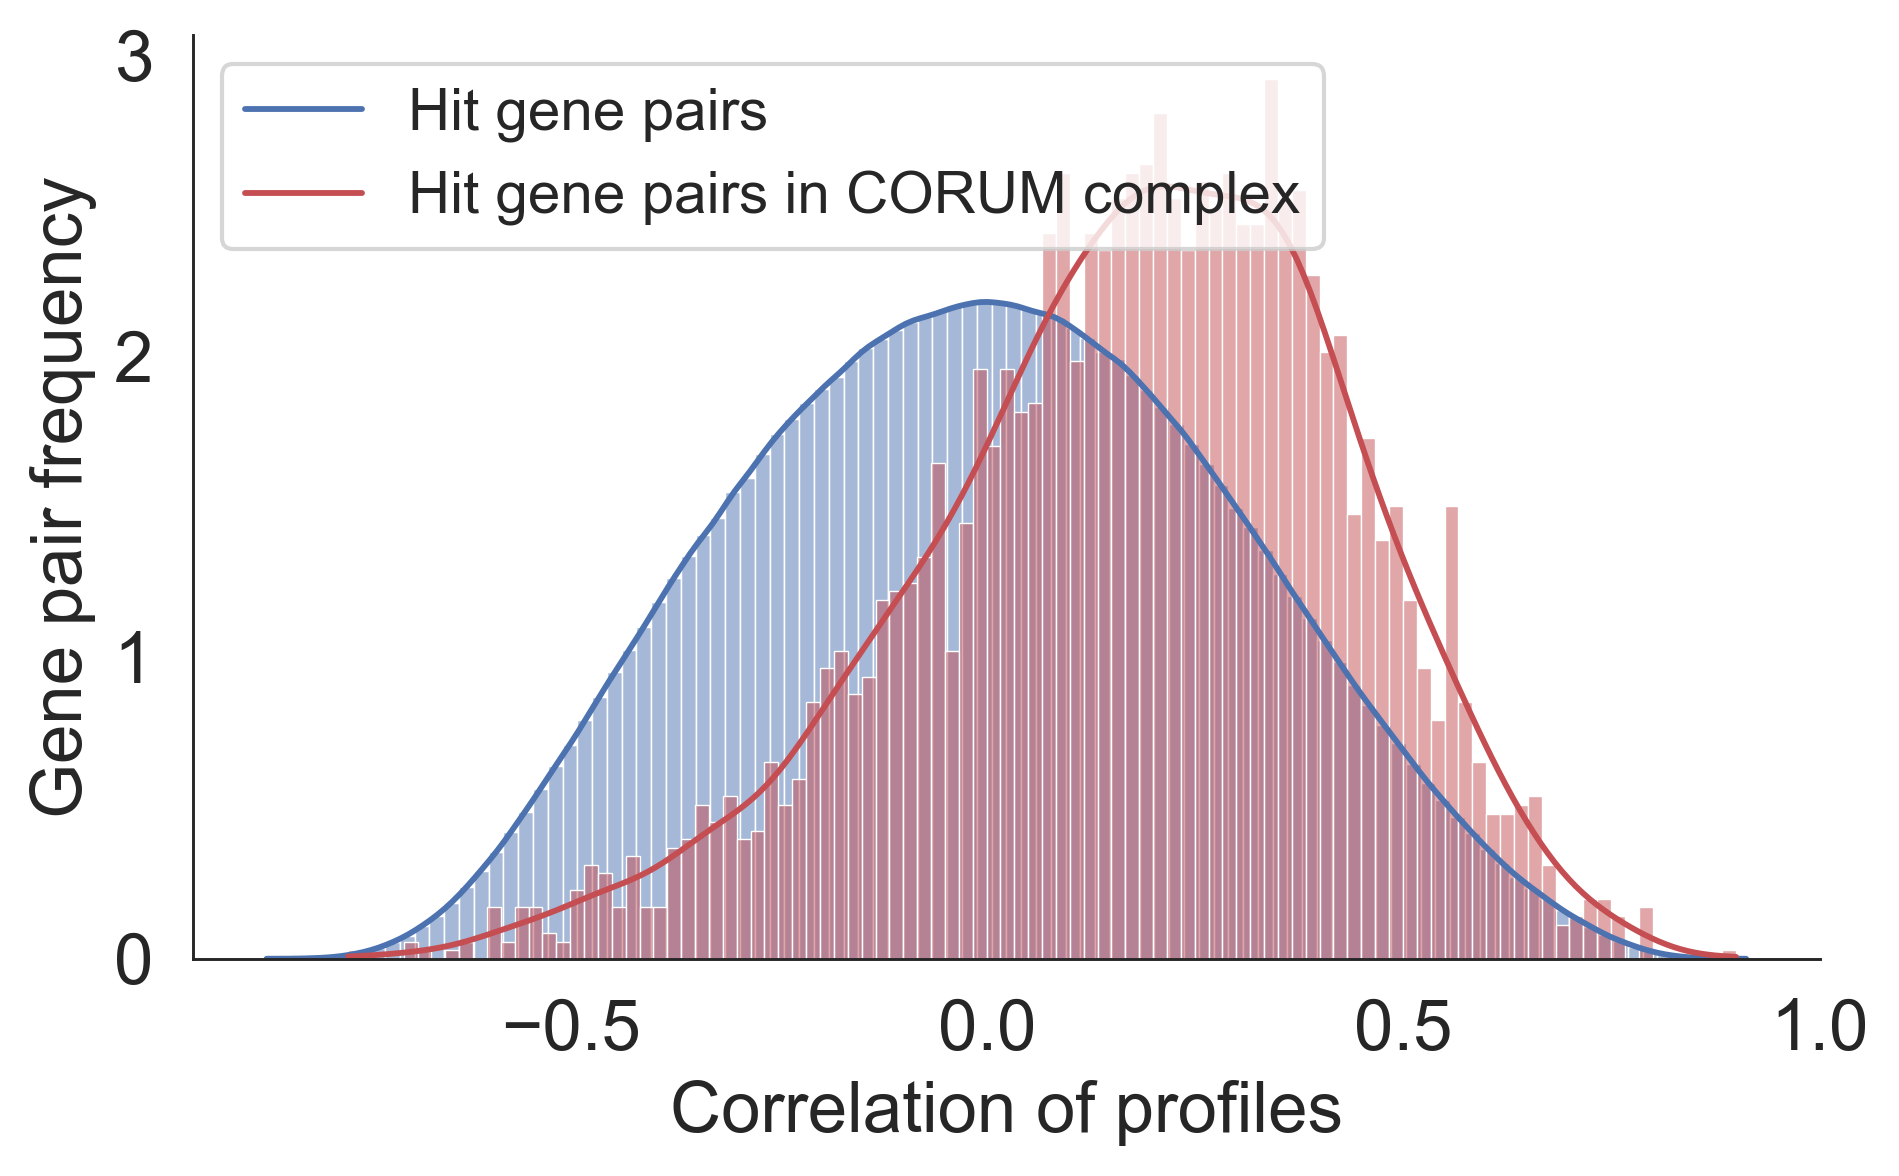 Gene pair frequency
3
2
1
0
Hit gene pairs
Hit gene pairs in CORUM complex
−0.5
0.0
0.5
1.0
Correlation of profiles